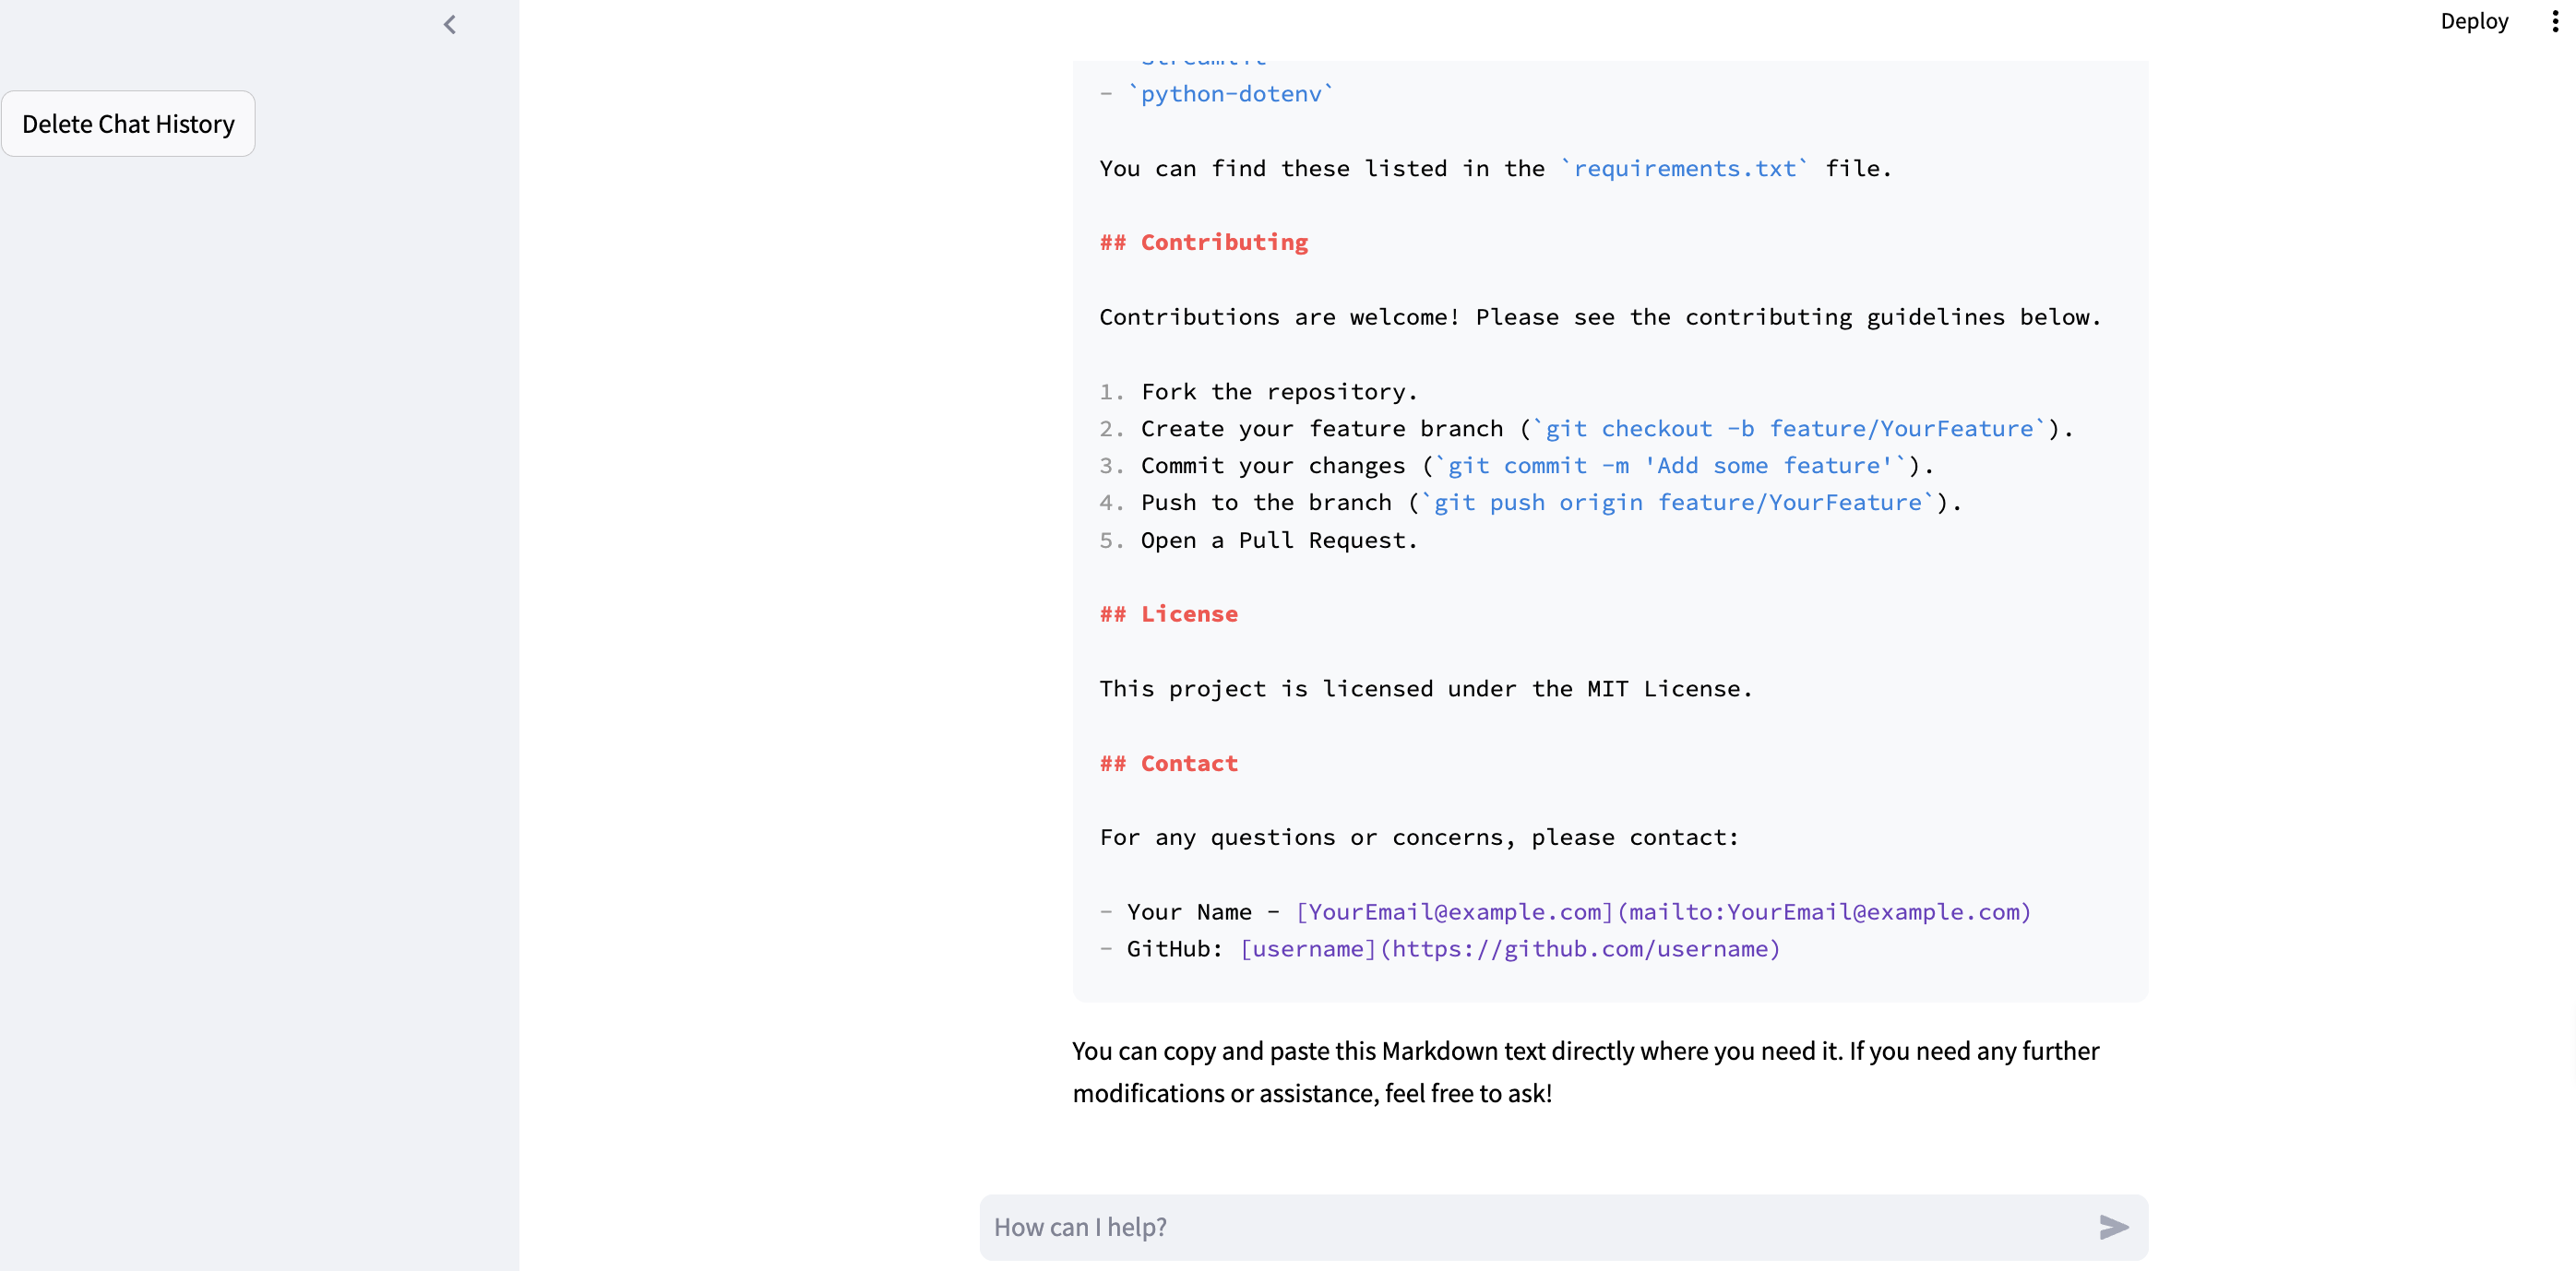 Deploy
Delete Chat History
- `python-dotenv`
You can find these listed in the `requirements.txt` file.
## Contributing
Contributions are welcome! Please see the contributing guidelines below.
1. Fork the repository.
2. Create your feature branch (`git checkout -b feature/YourFeature`).
3. Commit your changes (`git commit -m 'Add some feature'`).
4. Push to the branch (`git push origin feature/YourFeature`).
5. Open a Pull Request.
## License
This project is licensed under the MIT License.
## Contact
For any questions or concerns, please contact:
- Your Name - [YourEmail@example.com](mailto:YourEmail@example.com)
- GitHub: [username](https://github.com/username)
You can copy and paste this Markdown text directly where you need it. If you need any further
modifications or assistance, feel free to ask!
How can I help?